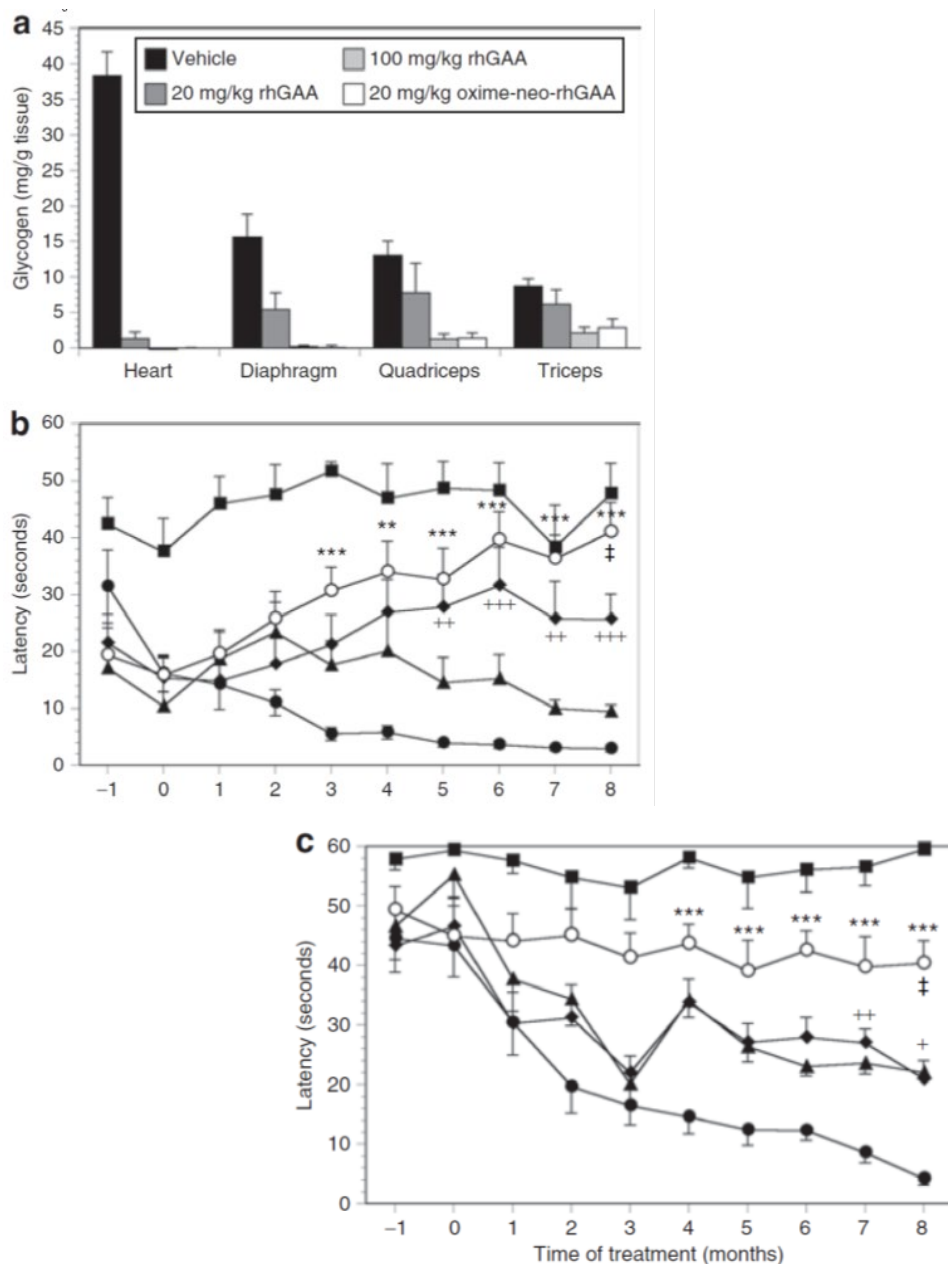 a
45
40
35
30
25
20
15
10
5
0
Glycogen (mg/g tissue)
Vehicle
100 mg/kg rhGAA
20 mg/kg rhGAA
20 mg/kg oxime-neo-rhGAA
Heart Diaphragm Quadriceps Triceps
b
60
50
40
30
20
10
0
Latency (seconds)
*** ** *** *** *** ***
‡
++ +++ ++ +++
−1 0 1 2 3 4 5 6 7 8
c
60
50
40
30
20
10
0
Latency (seconds)
*** *** *** *** ***
‡
++ +
−1 0 1 2 3 4 5 6 7 8
Time of treatment (months)